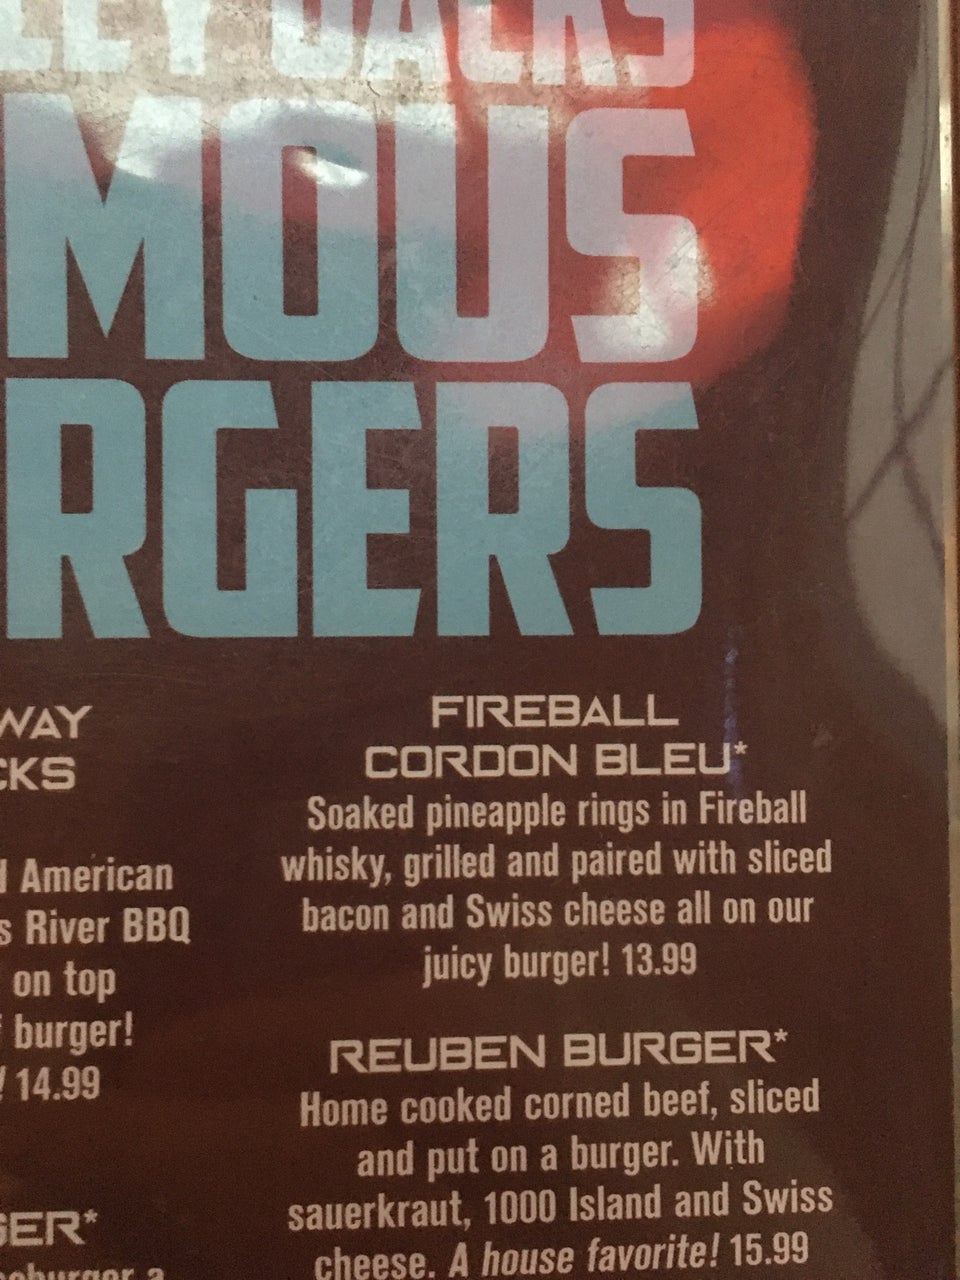 MOUS
RGERS
WAY
CKS
American
s River BBQ
on top
burger!
14.99
GER*
FIREBALL
CORDON BLEU*
Soaked pineapple rings in Fireball
whisky, grilled and paired with sliced
bacon and Swiss cheese all on our
juicy burger! 13.99
REUBEN BURGER*
Home cooked corned beef, sliced
and put on a burger. With
sauerkraut, 1000 Island and Swiss
cheese. A house favorite! 15.99